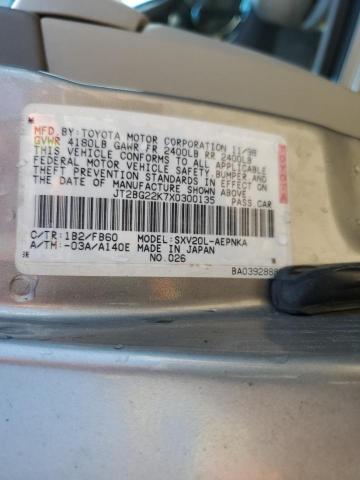 MFD.BY:TOYOTA MOTOR CORPORATION 11/98
GVWR 4180LB GAWR FR 2400LB RR 2400LB
THIS VEHICLE CONFORMS TO ALL APPLICABLE
FEDERAL MOTOR VEHICLE SAFETY,BUMPER, AND
THEFT PREVENTION STANDARDS IN EFFECT ON
THE DATE OF MANUFACTURE SHOWN ABOVE.
JT2BG22K7X0300135 PASS.CAR
C/TR:1B2/FB60 MODEL:SXV20L-AEPNKA
A/TM:-03A/A140E MADE IN JAPAN
NO.026
BA0392888
TOYOTA